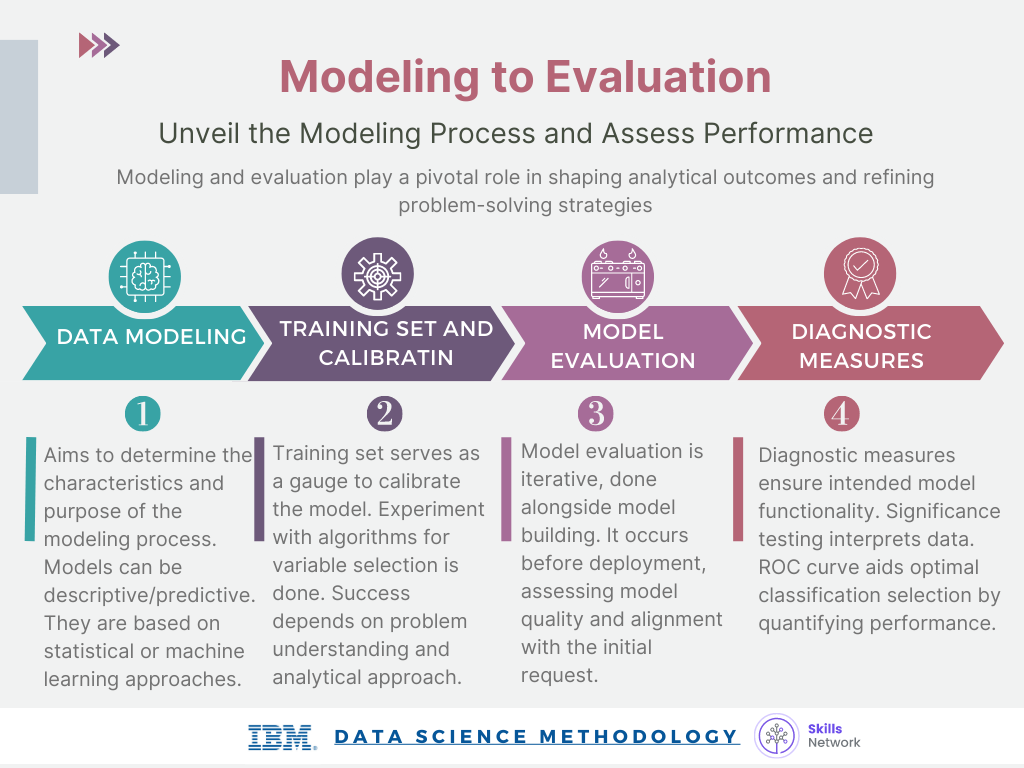 Modeling to Evaluation
Unveil the Modeling Process and Assess Performance
Modeling and evaluation play a pivotal role in shaping analytical outcomes and refining
problem-solving strategies
DATA MODELING
TRAINING SET AND
CALIBRATIN
MODEL
EVALUATION
DIAGNOSTIC
MEASURES
1
Aims to determine the
characteristics and
purpose of the
modeling process.
Models can be
descriptive/predictive.
They are based on
statistical or machine
learning approaches.
2
Training set serves as
a gauge to calibrate
the model. Experiment
with algorithms for
variable selection is
done. Success
depends on problem
understanding and
analytical approach.
3
Model evaluation is
iterative, done
alongside model
building. It occurs
before deployment,
assessing model
quality and alignment
with the initial
request.
4
Diagnostic measures
ensure intended model
functionality. Significance
testing interprets data.
ROC curve aids optimal
classification selection by
quantifying performance.
IBM®
DATA SCIENCE METHODOLOGY
Skills
Network